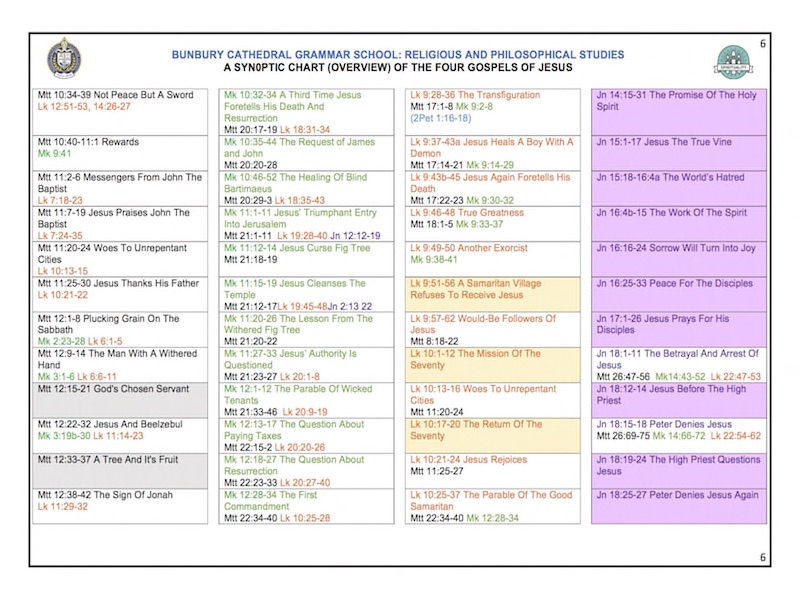 6
BUNBURY CATHEDRAL GRAMMAR SCHOOL: RELIGIOUS AND PHILOSOPHICAL STUDIES
A SYN0PTIC CHART (OVERVIEW) OF THE FOUR GOSPELS OF JESUS
SPIRITUALITY
Mtt 10:34-39 Not Peace But A Sword
Lk 12:51-53, 14:26-27
Mtt 10:40-11:1 Rewards
Mk 9:41
Mtt 11:2-6 Messengers From John The
Baptist
Lk 7:18-23
Mtt 11:7-19 Jesus Praises John The
Baptist
Lk 7:24-35
Mtt 11:20-24 Woes To Unrepentant
Cities
Lk 10:13-15
Mtt 11:25-30 Jesus Thanks His Father
Lk 10:21-22
Mtt 12:1-8 Plucking Grain On The
Sabbath
Mk 2:23-28 Lk 6:1-5
Mtt 12:9-14 The Man With A Withered
Hand
Mk 3:1-6 Lk 6:6-11
Mtt 12:15-21 God's Chosen Servant
Mtt 12:22-32 Jesus And Beelzebul
Mk 3:19b-30 Lk 11:14-23
Mtt 12:33-37 A Tree And It's Fruit
Mtt 12:38-42 The Sign Of Jonah
Lk 11:29-32
Mk 10:32-34 A Third Time Jesus
Foretells His Death And
Resurrection
Mtt 20:17-19 Lk 18:31-34
Mk 10:35-44 The Request of James
and John
Mtt 20:20-28
Mk 10:46-52 The Healing Of Blind
Bartimaeus
Mtt 20:29-3 Lk 18:35-43
Mk 11:1-11 Jesus' Triumphant Entry
Into Jerusalem
Mtt 21:1-11 Lk 19:28-40 Jn 12:12-19
Mk 11:12-14 Jesus Curse Fig Tree
Mtt 21:18-19
Mk 11:15-19 Jesus Cleanses The
Temple
Mtt 21:12-17Lk 19:45-48Jn 2:13 22
Mk 11:20-26 The Lesson From The
Withered Fig Tree
Mtt 21:20-22
Mk 11:27-33 Jesus' Authority Is
Questioned
Mtt 21:23-27 Lk 20:1-8
Mk 12:1-12 The Parable Of Wicked
Tenants
Mtt 21:33-46 Lk 20:9-19
Mk 12:13-17 The Question About
Paying Taxes
Mtt 22:15-2 Lk 20:20-26
Mk 12:18-27 The Question About
Resurrection
Mtt 22:23-33 Lk 20:27-40
Mk 12:28-34 The First
Commandment
Mtt 22:34-40 Lk 10:25-28
Lk 9:28-36 The Transfiguration
Mtt 17:1-8 Mk 9:2-8
(2Pet 1:16-18)
Lk 9:37-43a Jesus Heals A Boy With A
Demon
Mtt 17:14-21 Mk 9:14-29
Lk 9:43b-45 Jesus Again Foretells His
Death
Mtt 17:22-23 Mk 9:30-32
Lk 9:46-48 True Greatness
Mtt 18:1-5 Mk 9:33-37
Lk 9:49-50 Another Exorcist
Mk 9:38-41
Lk 9:51-56 A Samaritan Village
Refuses To Receive Jesus
Lk 9:57-62 Would-Be Followers Of
Jesus
Mtt 8:18-22
Lk 10:1-12 The Mission Of The
Seventy
Lk 10:13-16 Woes To Unrepentant
Cities
Mtt 11:20-24
Lk 10:17-20 The Return Of The
Seventy
Lk 10:21-24 Jesus Rejoices
Mtt 11:25-27
Lk 10:25-37 The Parable Of The Good
Samaritan
Mtt 22:34-40 Mk 12:28-34
Jn 14:15-31 The Promise Of The Holy
Spirit
Jn 15:1-17 Jesus The True Vine
Jn 15:18-16:4a The World's Hatred
Jn 16:4b-15 The Work Of The Spirit
Jn 16:16-24 Sorrow Will Turn Into Joy
Jn 16:25-33 Peace For The Disciples
Jn 17:1-26 Jesus Prays For His
Disciples
Jn 18:1-11 The Betrayal And Arrest Of
Jesus
Mtt 26:47-56 Mk14:43-52 Lk 22:47-53
Jn 18:12-14 Jesus Before The High
Priest
Jn 18:15-18 Peter Denies Jesus
Mtt 26:69-75 Mk 14:66-72 Lk 22:54-62
Jn 18:19-24 The High Priest Questions
Jesus
Jn 18:25-27 Peter Denies Jesus Again
6